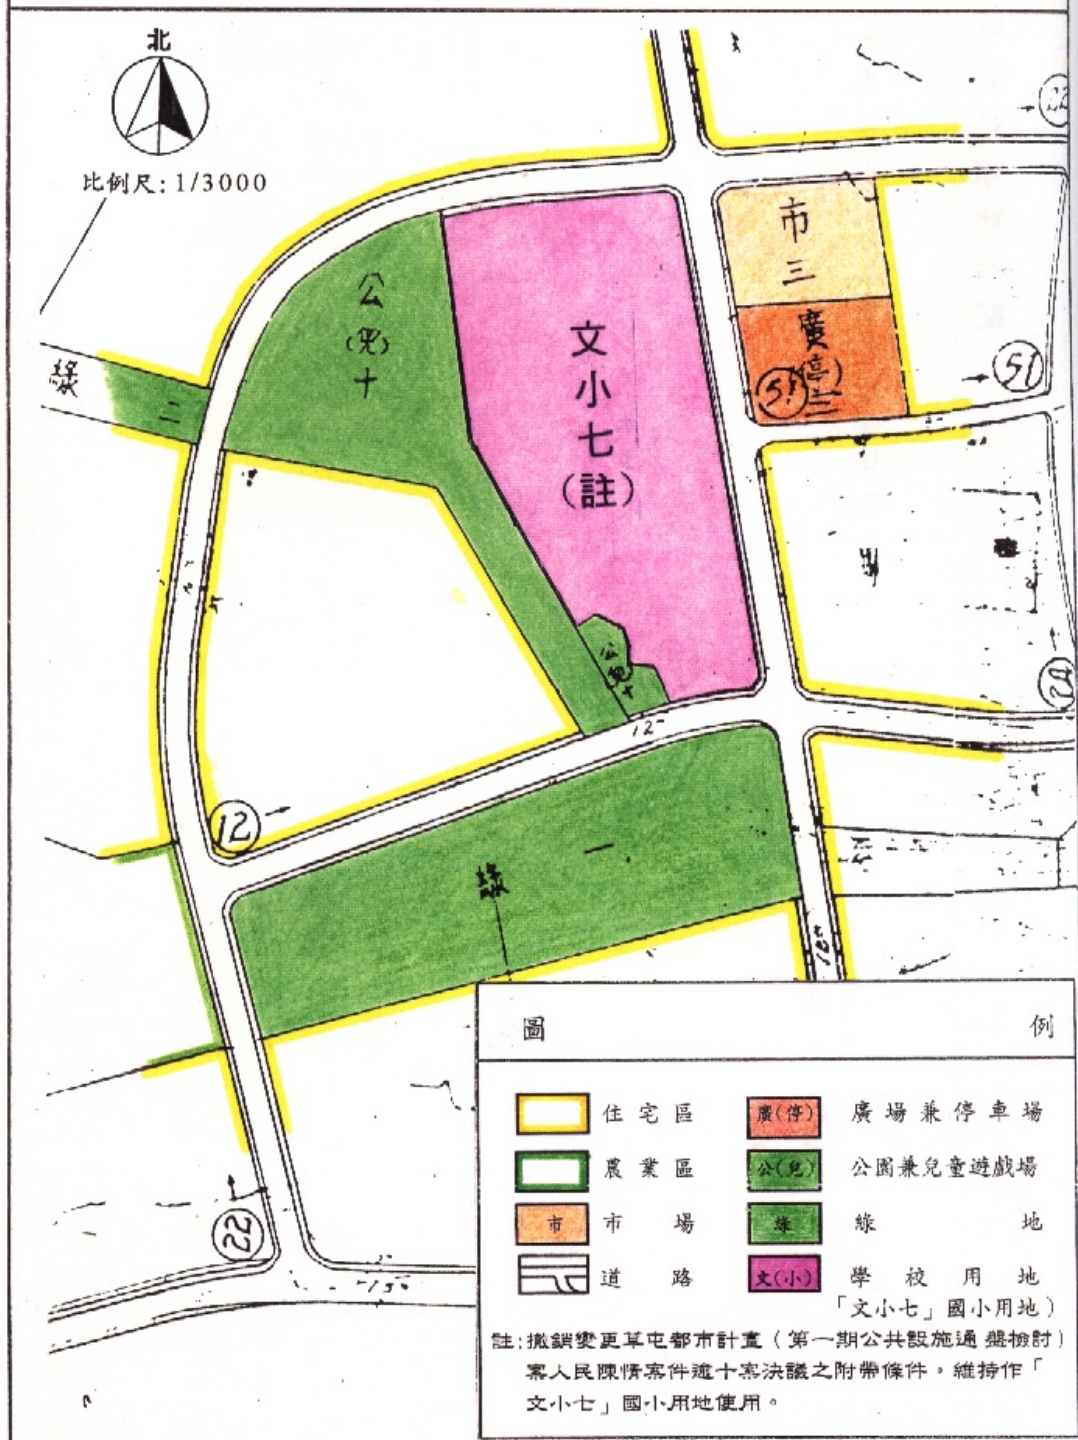 北
比例尺:1/3000
22
市
三
公
(兒)
十
文
小
七
(註)
廣
(停)
三
51
51
綠
二
公
兒
十
12
12
綠 一
22
15
圖 例
住宅區
廣(停) 廣場兼停車場
農業區
公(兒) 公園兼兒童遊戲場
市 市場
綠 綠地
道路
文(小) 學校用地
「文小七」國小用地)
註:撤銷變更草屯都市計畫(第一期公共設施通盤檢討)
案人民陳情案件逾十案決議之附帶條件,維持作「
文小七」國小用地使用。